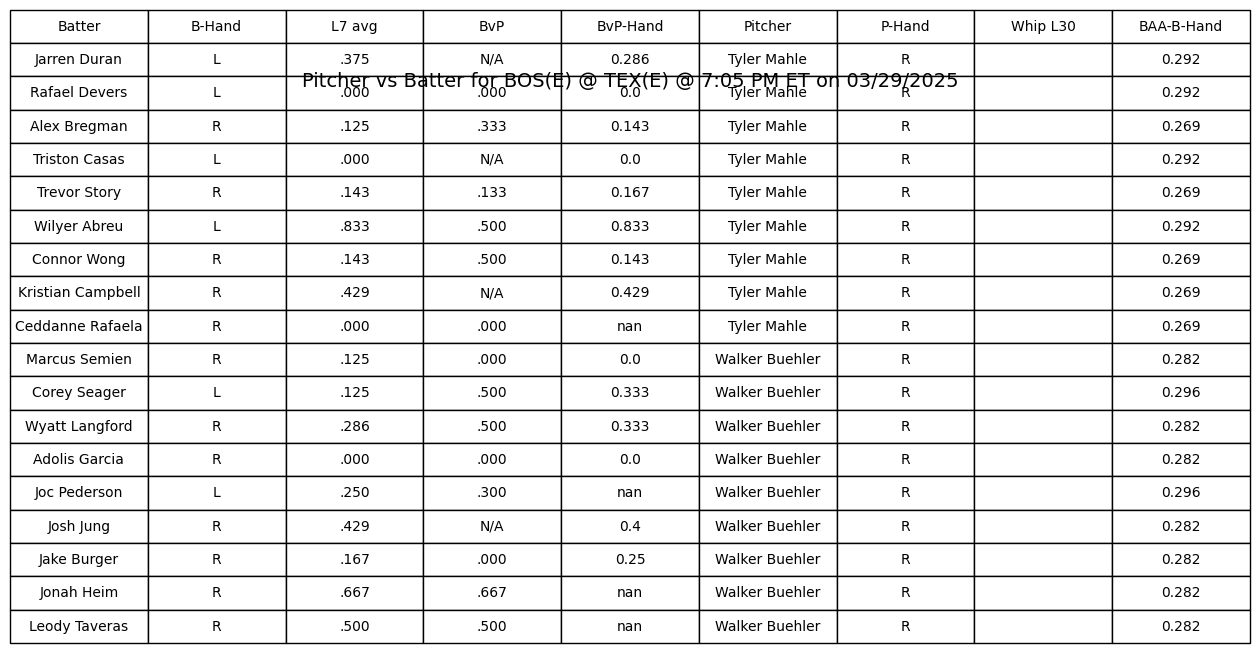 Batter B-Hand L7 avg BvP BvP-Hand Pitcher P-Hand Whip L30 BAA-B-Hand
Jarren Duran L .375 N/A 0.286 Tyler Mahle R 0.292
Pitcher vs Batter for BOS(E) @ TEX(E) @ 7:05 PM ET on 03/29/2025
Rafael Devers L .000 .000 0.0 Tyler Mahle R 0.292
Alex Bregman R .125 .333 0.143 Tyler Mahle R 0.269
Triston Casas L .000 N/A 0.0 Tyler Mahle R 0.292
Trevor Story R .143 .133 0.167 Tyler Mahle R 0.269
Wilyer Abreu L .833 .500 0.833 Tyler Mahle R 0.292
Connor Wong R .143 .500 0.143 Tyler Mahle R 0.269
Kristian Campbell R .429 N/A 0.429 Tyler Mahle R 0.269
Ceddanne Rafaela R .000 .000 nan Tyler Mahle R 0.269
Marcus Semien R .125 .000 0.0 Walker Buehler R 0.282
Corey Seager L .125 .500 0.333 Walker Buehler R 0.296
Wyatt Langford R .286 .500 0.333 Walker Buehler R 0.282
Adolis Garcia R .000 .000 0.0 Walker Buehler R 0.282
Joc Pederson L .250 .300 nan Walker Buehler R 0.296
Josh Jung R .429 N/A 0.4 Walker Buehler R 0.282
Jake Burger R .167 .000 0.25 Walker Buehler R 0.282
Jonah Heim R .667 .667 nan Walker Buehler R 0.282
Leody Taveras R .500 .500 nan Walker Buehler R 0.282